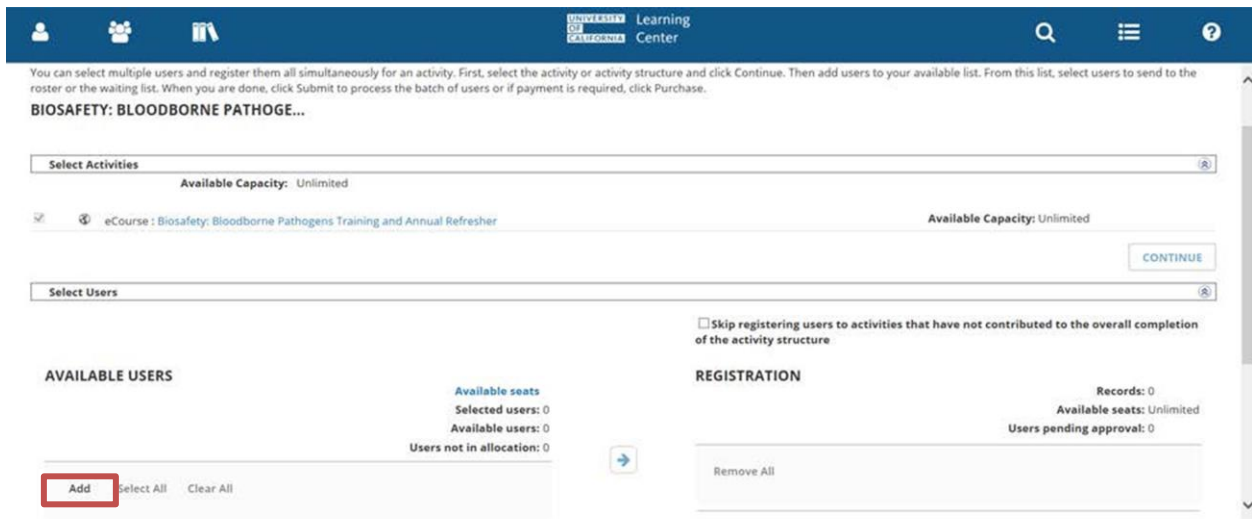 UNIVERSITY
OF
CALIFORNIA
Learning
Center
You can select multiple users and register them all simultaneously for an activity. First, select the activity or activity structure and click Continue. Then add users to your available list. From this list, select users to send to the
roster or the waiting list. When you are done, click Submit to process the batch of users or if payment is required, click Purchase.
BIOSAFETY: BLOODBORNE PATHOGE...
Select Activities
Available Capacity: Unlimited
eCourse : Biosafety: Bloodborne Pathogens Training and Annual Refresher Available Capacity: Unlimited
CONTINUE
Select Users
Skip registering users to activities that have not contributed to the overall completion
of the activity structure
AVAILABLE USERS
Available seats
Selected users: 0
Available users: 0
Users not in allocation: 0
Add Select All Clear All
REGISTRATION
Records: 0
Available seats: Unlimited
Users pending approval: 0
Remove All